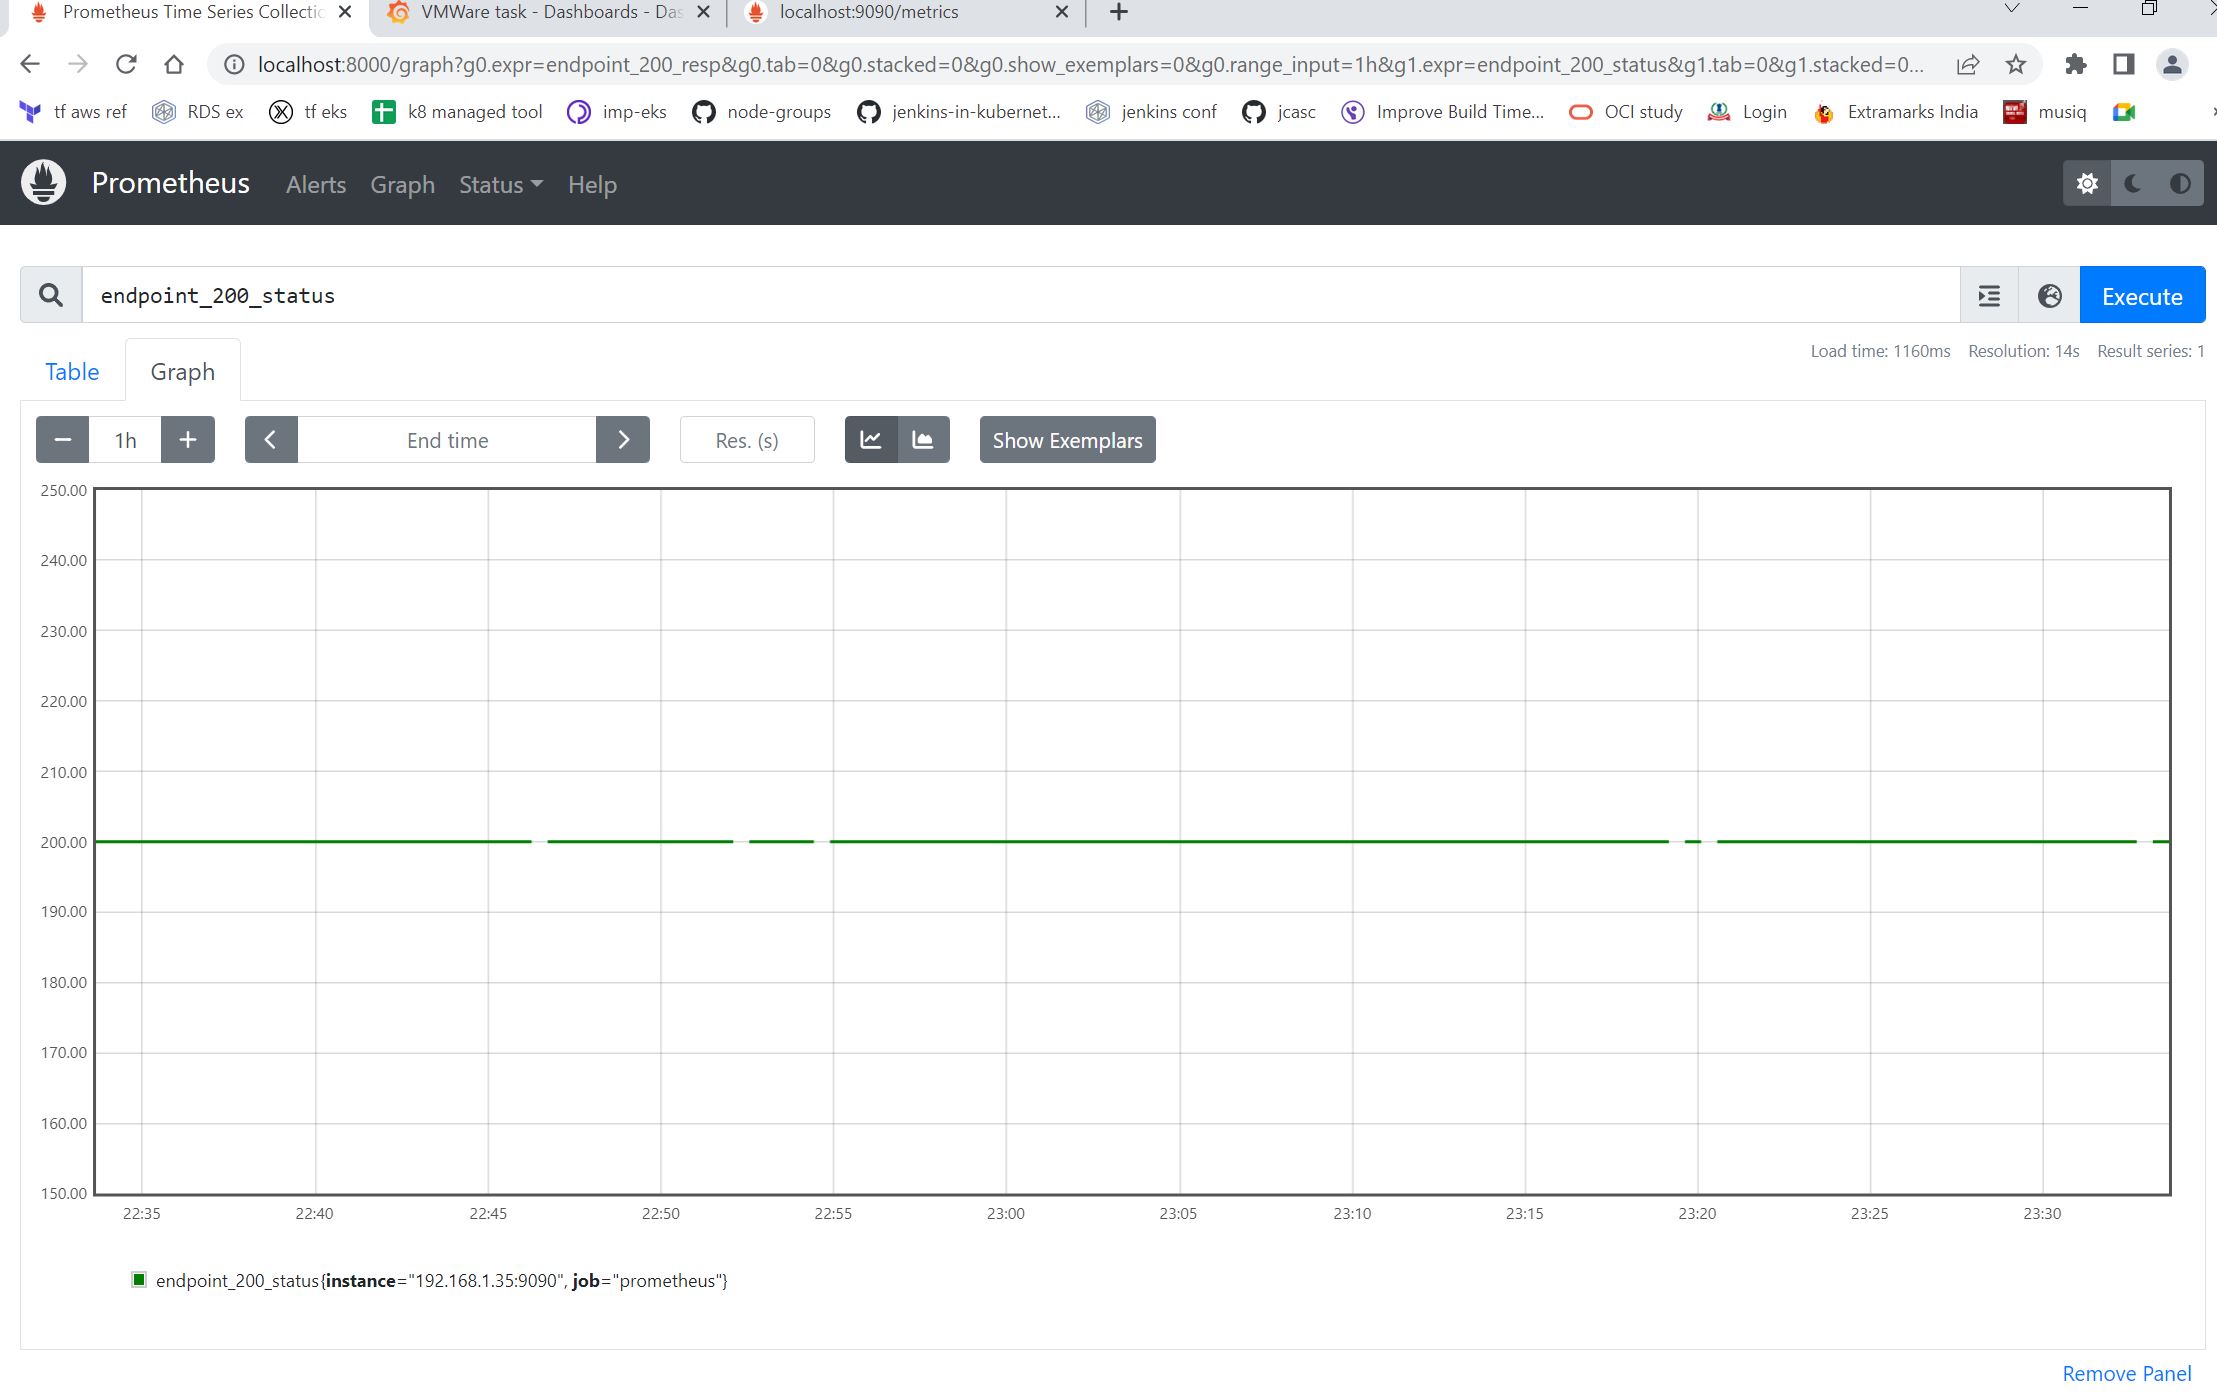 Prometheus Time Series Collectic
VMWare task - Dashboards - Das
localhost:9090/metrics
localhost:8000/graph?g0.expr=endpoint_200_resp&g0.tab=0&g0.stacked=0&g0.show_exemplars=0&g0.range_input=1h&g1.expr=endpoint_200_status&g1.tab=0&g1.stacked=0...
tf aws ref RDS ex tf eks k8 managed tool imp-eks node-groups jenkins-in-kubernet... jenkins conf jcasc Improve Build Time... OCI study Login Extramarks India musiq
Prometheus Alerts Graph Status Help
endpoint_200_status
Execute
Table Graph
Load time: 1160ms Resolution: 14s Result series: 1
1h End time Res. (s) Show Exemplars
250.00
240.00
230.00
220.00
210.00
200.00
190.00
180.00
170.00
160.00
150.00
22:35 22:40 22:45 22:50 22:55 23:00 23:05 23:10 23:15 23:20 23:25 23:30
endpoint_200_status{instance="192.168.1.35:9090", job="prometheus"}
Remove Panel